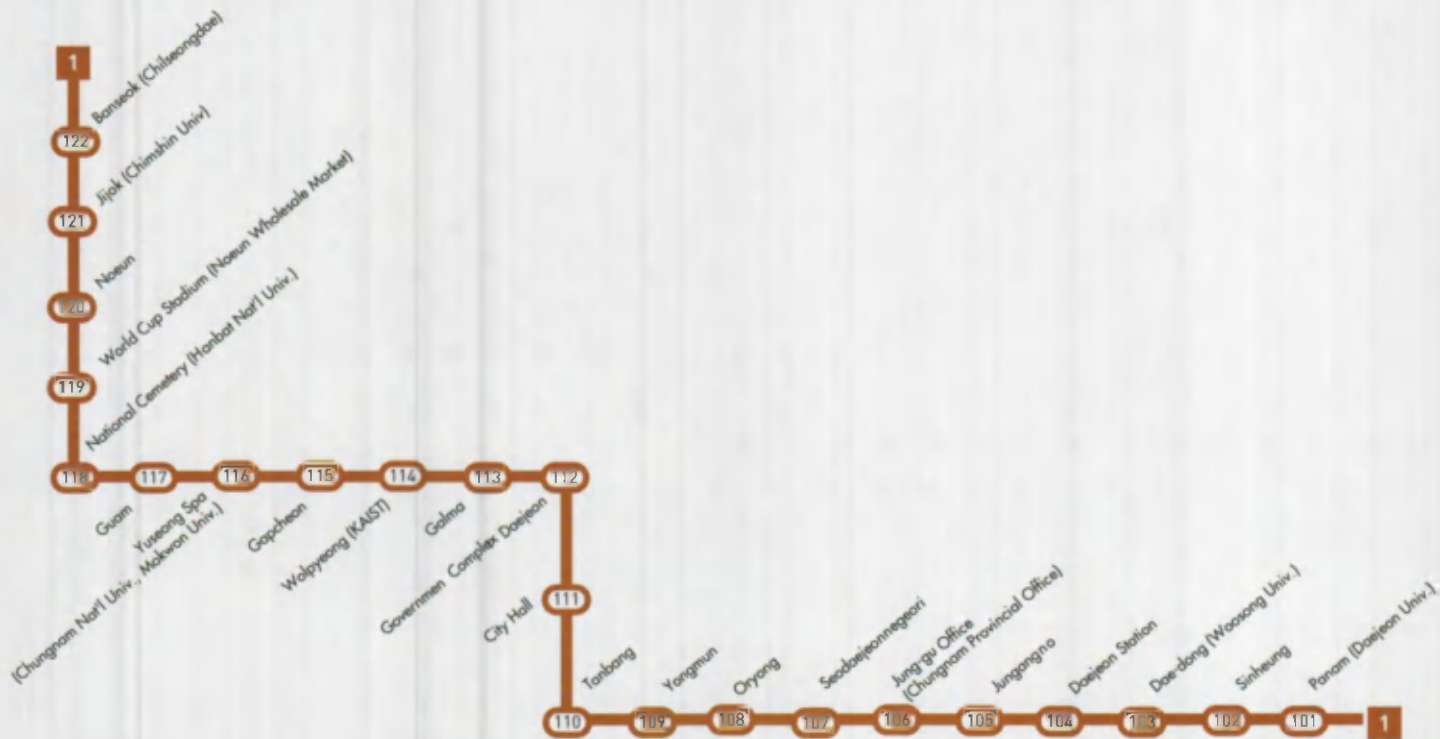 1
Banseok (Chilseongdae)
122
Jijok (Chimshin Univ)
121
Noeun
120
World Cup Stadium (Noeun Wholesale Market)
119
National Cemetery (Hanbat Nat'l Univ.)
118
117
116
115
114
113
112
Guam
Yuseong Spa
(Chungnam Nat'l Univ., Mokwon Univ.)
Gapcheon
Wolpyeong (KAIST)
Galma
Governmen Complex Daejeon
City Hall
111
Tanbang
Yongmun
Oryong
Seodaejeonnegeori
Jung-gu Office
(Chungnam Provincial Office)
Jungangno
Daejeon Station
Dae-dong (Woosong Univ.)
Sinheung
Panam (Daejeon Univ.)
110
109
108
107
106
105
104
103
102
101
1